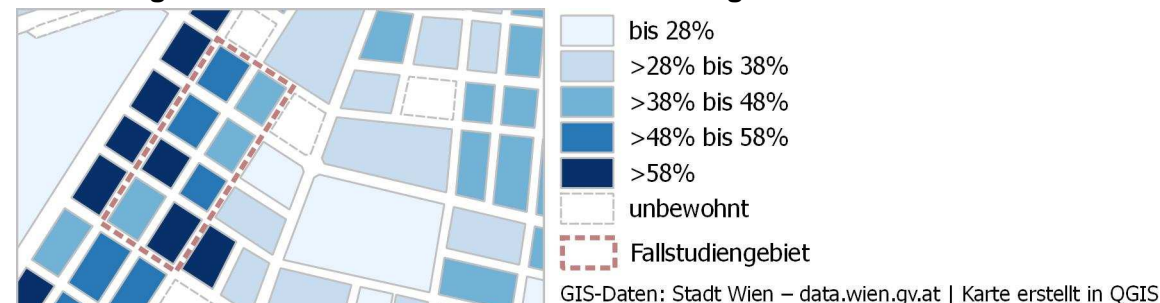 bis 28%
>28% bis 38%
>38% bis 48%
>48% bis 58%
>58%
unbewohnt
Fallstudiengebiet
GIS-Daten: Stadt Wien – data.wien.gv.at | Karte erstellt in QGIS